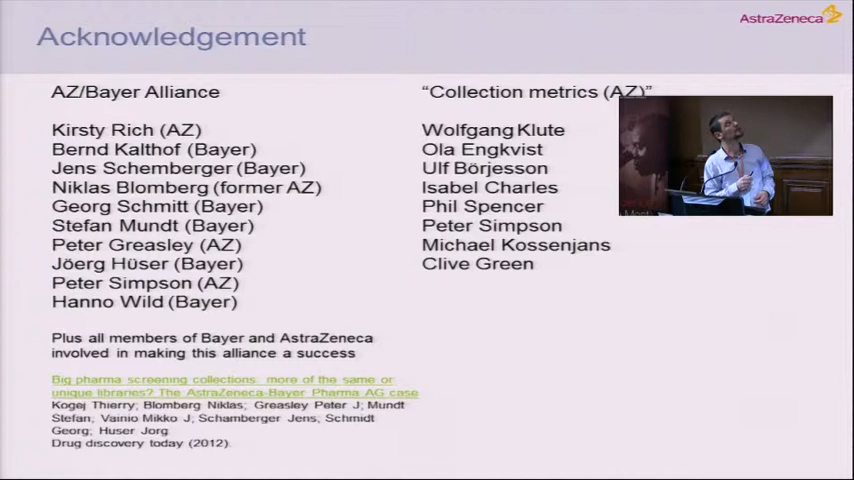 AstraZeneca
Acknowledgement
AZ/Bayer Alliance
Kirsty Rich (AZ)
Bernd Kalthof (Bayer)
Jens Schemberger (Bayer)
Niklas Blomberg (former AZ)
Georg Schmitt (Bayer)
Stefan Mundt (Bayer)
Peter Greasley (AZ)
Jöerg Hüser (Bayer)
Peter Simpson (AZ)
Hanno Wild (Bayer)
Plus all members of Bayer and AstraZeneca
involved in making this alliance a success
Big pharma screening collections: more of the same or
unique libraries? The AstraZeneca-Bayer Pharma AG case
Kogej Thierry; Blomberg Niklas; Greasley Peter J; Mundt
Stefan; Vainio Mikko J; Schamberger Jens; Schmidt
Georg; Huser Jorg
Drug discovery today (2012).
"Collection metrics (AZ)"
Wolfgang Klute
Ola Engkvist
Ulf Börjesson
Isabel Charles
Phil Spencer
Peter Simpson
Michael Kossenjans
Clive Green